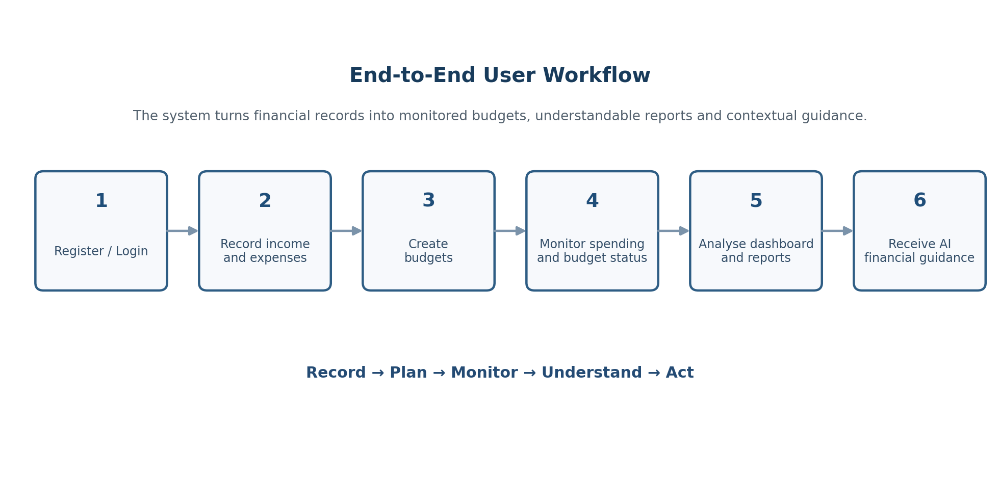 End-to-End User Workflow
The system turns financial records into monitored budgets, understandable reports and contextual guidance.
1
Register / Login
2
Record income
and expenses
3
Create
budgets
4
Monitor spending
and budget status
5
Analyse dashboard
and reports
6
Receive AI
financial guidance
Record → Plan → Monitor → Understand → Act